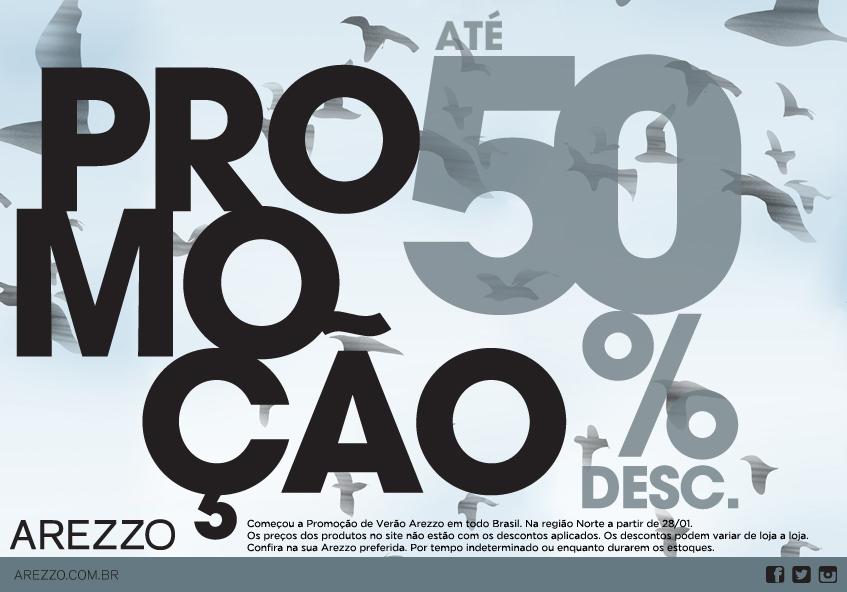 PRO
MO
ÇÃO
ATÉ
50
%
DESC.
AREZZO
Começou a Promoção de Verão Arezzo em todo Brasil. Na região Norte a partir de 28/01.
Os preços dos produtos no site não estão com os descontos aplicados. Os descontos podem variar de loja a loja.
Confira na sua Arezzo preferida. Por tempo indeterminado ou enquanto durarem os estoques.
AREZZO.COM.BR